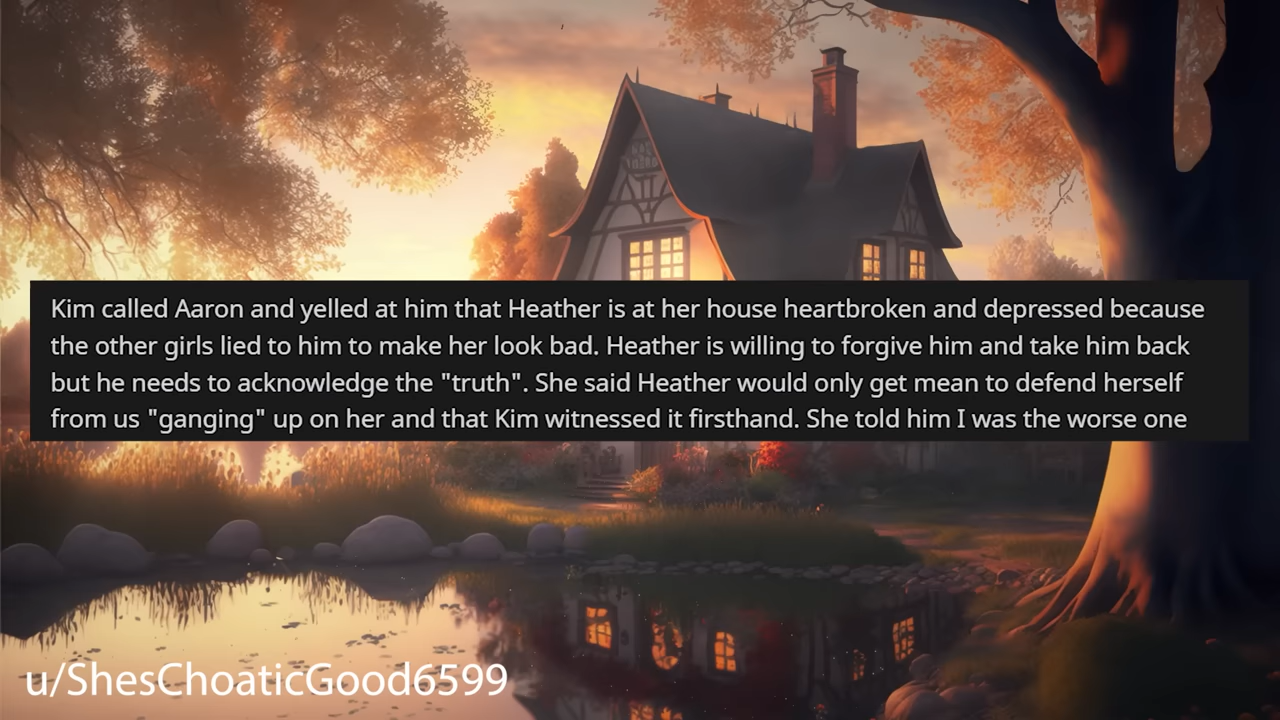 Kim called Aaron and yelled at him that Heather is at her house heartbroken and depressed because
the other girls lied to him to make her look bad. Heather is willing to forgive him and take him back
but he needs to acknowledge the "truth". She said Heather would only get mean to defend herself
from us "ganging" up on her and that Kim witnessed it firsthand. She told him I was the worse one
u/ShesChoaticGood6599